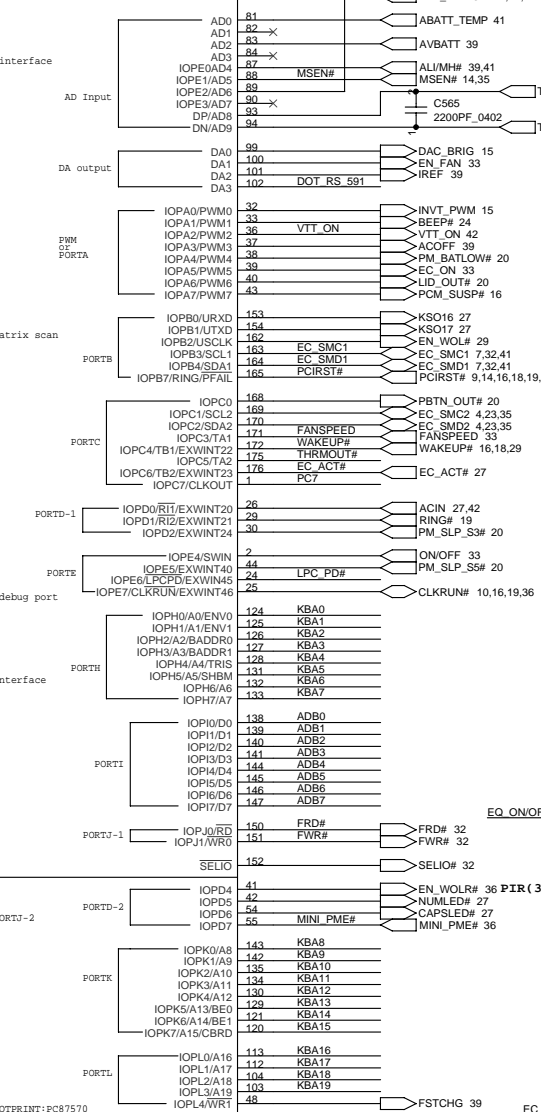 AD0 81 ABATT_TEMP 41
AD1 82
AD2 83 AVBATT 39
AD3 84
interface
IOPE0AD4 87 ALI/MH# 39,41
IOPE1/AD5 88 MSEN# MSEN# 14,35
IOPE2/AD6 89
AD Input
IOPE3/AD7 90
DP/AD8 93
C565
2200PF_0402
DN/AD9 94
DA0 99 DAC_BRIG 15
DA1 100 EN_FAN 33
DA output
DA2 101 IREF 39
DA3 102 DOT_RS_591
IOPA0/PWM0 32 INVT_PWM 15
IOPA1/PWM1 33 BEEP# 24
IOPA2/PWM2 36 VTT_ON VTT_ON 42
PWM
or
PORTA
IOPA3/PWM3 37 ACOFF 39
IOPA4/PWM4 38 PM_BATLOW# 20
IOPA5/PWM5 39 EC_ON 33
IOPA6/PWM6 40 LID_OUT# 20
IOPA7/PWM7 43 PCM_SUSP# 16
IOPB0/URXD 153 KSO16 27
atrix scan
IOPB1/UTXD 154 KSO17 27
IOPB2/USCLK 162 EN_WOL# 29
IOPB3/SCL1 163 EC_SMC1 EC_SMC1 7,32,41
PORTB
IOPB4/SDA1 164 EC_SMD1 EC_SMD1 7,32,41
IOPB7/RING/PFAIL 165 PCIRST# PCIRST# 9,14,16,18,19,
IOPC0 168 PBTN_OUT# 20
IOPC1/SCL2 169 EC_SMC2 4,23,35
IOPC2/SDA2 170 EC_SMD2 4,23,35
IOPC3/TA1 171 FANSPEED FANSPEED 33
PORTC
IOPC4/TB1/EXWINT22 172 WAKEUP# WAKEUP# 16,18,29
IOPC5/TA2 175 THRMOUT#
IOPC6/TB2/EXWINT23 176 EC_ACT# EC_ACT# 27
IOPC7/CLKOUT 1 PC7
IOPD0/RI1/EXWINT20 26 ACIN 27,42
PORTD-1
IOPD1/RI2/EXWINT21 29 RING# 19
IOPD2/EXWINT24 30 PM_SLP_S3# 20
IOPE4/SWIN 2 ON/OFF 33
IOPE5/EXWINT40 44 PM_SLP_S5# 20
PORTE
IOPE6/LPCPD/EXWIN45 24 LPC_PD#
IOPE7/CLKRUN/EXWINT46 25 CLKRUN# 10,16,19,36
debug port
IOPH0/A0/ENV0 124 KBA0
IOPH1/A1/ENV1 125 KBA1
IOPH2/A2/BADDR0 126 KBA2
IOPH3/A3/BADDR1 127 KBA3
PORTH
IOPH4/A4/TRIS 128 KBA4
IOPH5/A5/SHBM 131 KBA5
nterface
IOPH6/A6 132 KBA6
IOPH7/A7 133 KBA7
IOPI0/D0 138 ADB0
IOPI1/D1 139 ADB1
IOPI2/D2 140 ADB2
IOPI3/D3 141 ADB3
PORTI
IOPI4/D4 144 ADB4
IOPI5/D5 145 ADB5
IOPI6/D6 146 ADB6
IOPI7/D7 147 ADB7
EQ_ON/OF
IOPJ0/RD 150 FRD# FRD# 32
PORTJ-1
IOPJ1/WR0 151 FWR# FWR# 32
SELIO 152 SELIO# 32
IOPD4 41 EN_WOLR# 36 PIR(3
IOPD5 42 NUMLED# 27
PORTD-2
IOPD6 54 CAPSLED# 27
ORTJ-2
IOPD7 55 MINI_PME# MINI_PME# 36
IOPK0/A8 143 KBA8
IOPK1/A9 142 KBA9
IOPK2/A10 135 KBA10
IOPK3/A11 134 KBA11
PORTK
IOPK4/A12 130 KBA12
IOPK5/A13/BE0 129 KBA13
IOPK6/A14/BE1 121 KBA14
IOPK7/A15/CBRD 120 KBA15
IOPL0/A16 113 KBA16
IOPL1/A17 112 KBA17
PORTL
IOPL2/A18 104 KBA18
IOPL3/A19 103 KBA19
IOPL4/WR1 48 FSTCHG 39
OTPRINT:PC87570
EC